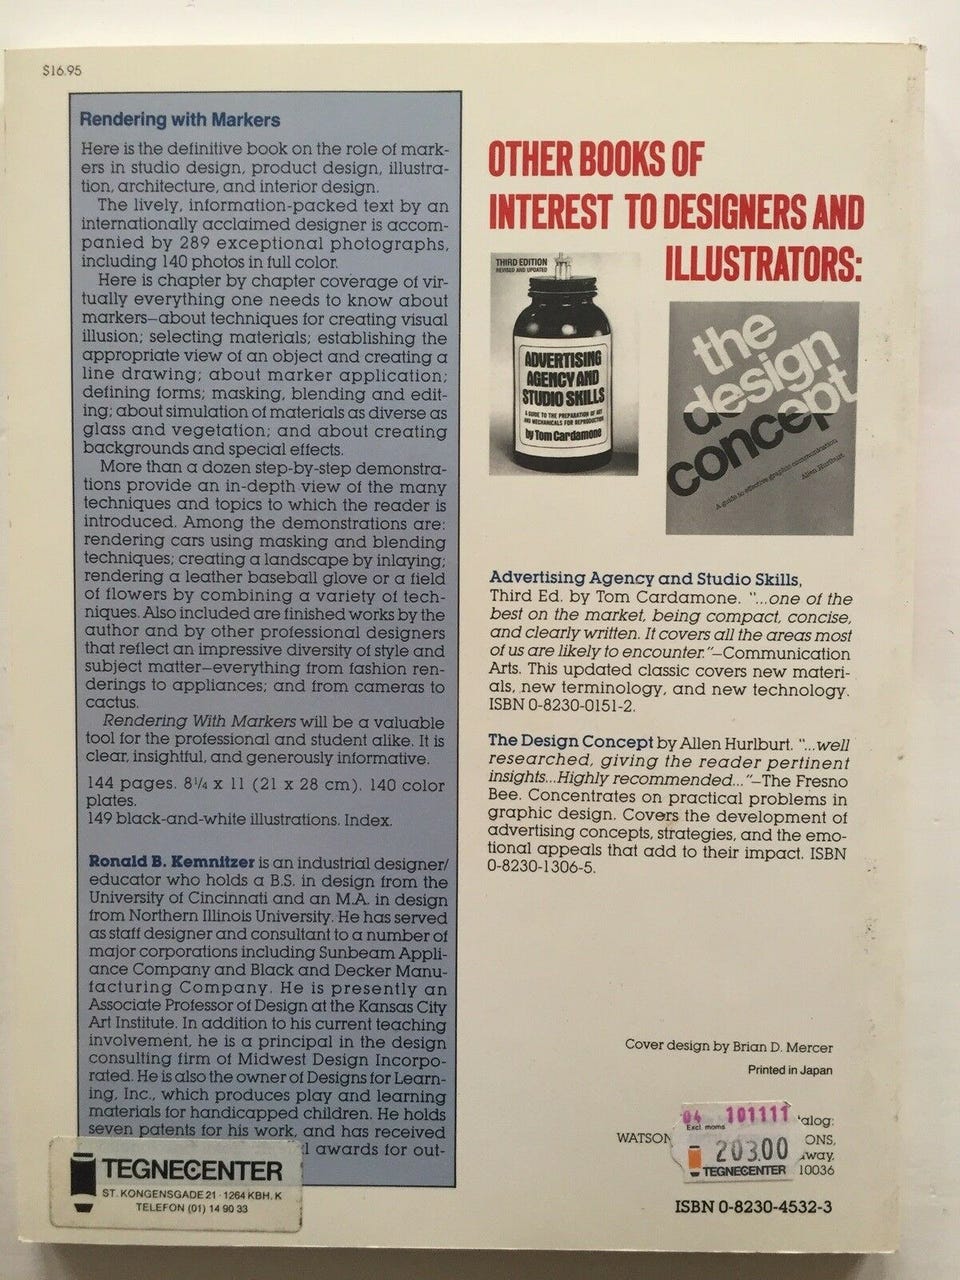 $16.95
Rendering with Markers
Here is the definitive book on the role of mark-
ers in studio design, product design, illustra-
tion, architecture, and interior design.
The lively, information-packed text by an
internationally acclaimed designer is accom-
panied by 289 exceptional photographs,
including 140 photos in full color.
Here is chapter by chapter coverage of vir-
tually everything one needs to know about
markers—about techniques for creating visual
illusion; selecting materials; establishing the
appropriate view of an object and creating a
line drawing; about marker application;
defining forms; masking, blending and edit-
ing; about simulation of materials as diverse as
glass and vegetation; and about creating
backgrounds and special effects.
More than a dozen step-by-step demonstra-
tions provide an in-depth view of the many
techniques and topics to which the reader is
introduced. Among the demonstrations are:
rendering cars using masking and blending
techniques; creating a landscape by inlaying;
rendering a leather baseball glove or a field
of flowers by combining a variety of tech-
niques. Also included are finished works by the
author and by other professional designers
that reflect an impressive diversity of style and
subject matter—everything from fashion ren-
derings to appliances; and from cameras to
cactus.
Rendering With Markers will be a valuable
tool for the professional and student alike. It is
clear, insightful, and generously informative.
144 pages. 8¼ x 11 (21 x 28 cm). 140 color
plates.
149 black-and-white illustrations. Index.
Ronald B. Kemnitzer is an industrial designer/
educator who holds a B.S. in design from the
University of Cincinnati and an M.A. in design
from Northern Illinois University. He has served
as staff designer and consultant to a number of
major corporations including Sunbeam Appli-
ance Company and Black and Decker Manu-
facturing Company. He is presently an
Associate Professor of Design at the Kansas City
Art Institute. In addition to his current teaching
involvement, he is a principal in the design
consulting firm of Midwest Design Incorpo-
rated. He is also the owner of Designs for Learn-
ing, Inc., which produces play and learning
materials for handicapped children. He holds
seven patents for his work, and has received
awards for out-
TEGNECENTER
ST. KONGENSGADE 21 · 1264 KBH. K
TELEFON (01) 14 90 33
OTHER BOOKS OF
INTEREST TO DESIGNERS AND
ILLUSTRATORS:
THIRD EDITION
REVISED AND UPDATED
ADVERTISING
AGENCY AND
STUDIO SKILLS
A GUIDE TO THE PREPARATION OF ART
AND MECHANICALS FOR REPRODUCTION
by Tom Cardamone
the
design
concept
A guide to effective graphic communication
Allen Hurlburt
Advertising Agency and Studio Skills,
Third Ed. by Tom Cardamone. "...one of the
best on the market, being compact, concise,
and clearly written. It covers all the areas most
of us are likely to encounter."—Communication
Arts. This updated classic covers new materi-
als, new terminology, and new technology.
ISBN 0-8230-0151-2.
The Design Concept by Allen Hurlburt. "...well
researched, giving the reader pertinent
insights...Highly recommended..."—The Fresno
Bee. Concentrates on practical problems in
graphic design. Covers the development of
advertising concepts, strategies, and the emo-
tional appeals that add to their impact. ISBN
0-8230-1306-5.
Cover design by Brian D. Mercer
Printed in Japan
04 101111
Excl. moms
203.00
TEGNECENTER
alog:
WATSON ONS,
way,
10036
ISBN 0-8230-4532-3